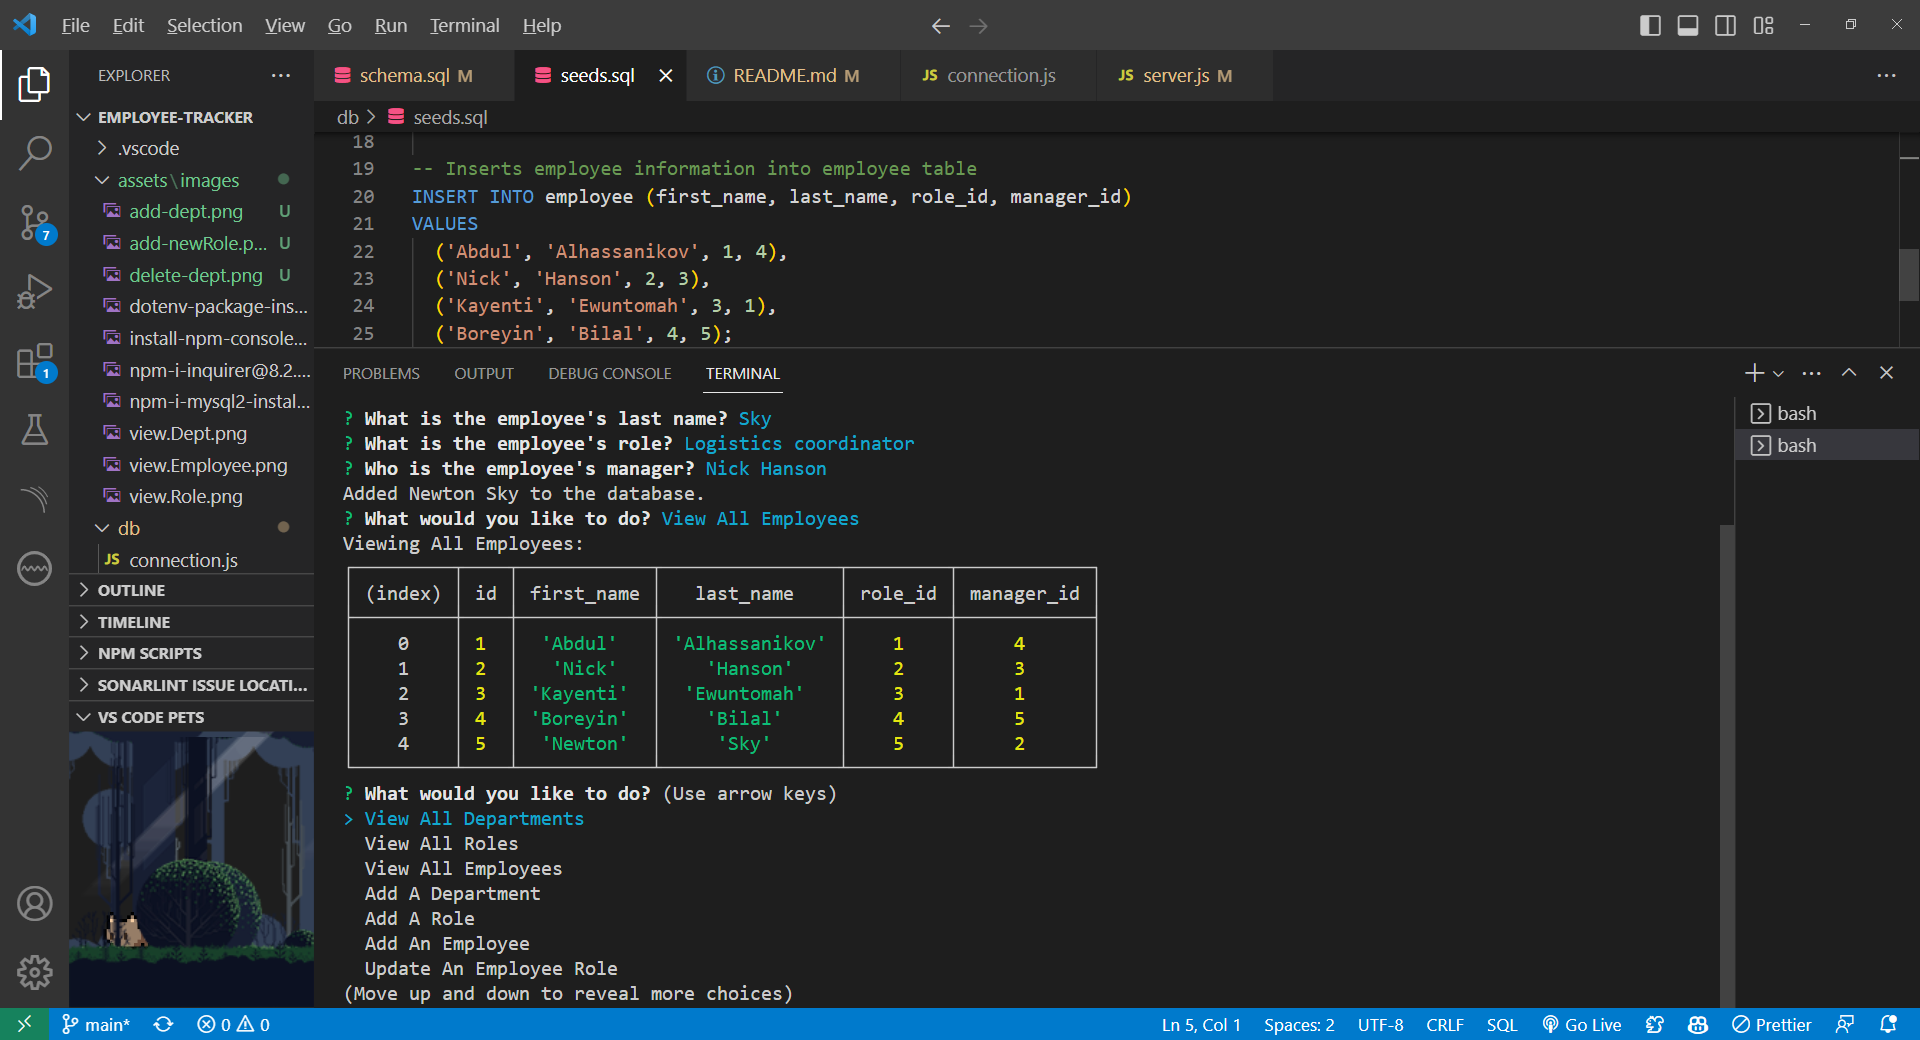 File Edit Selection View Go Run Terminal Help
EXPLORER
EMPLOYEE-TRACKER
.vscode
assets\images
add-dept.png U
add-newRole.p... U
delete-dept.png U
dotenv-package-ins...
install-npm-console...
npm-i-inquirer@8.2....
npm-i-mysql2-instal...
view.Dept.png
view.Employee.png
view.Role.png
db
JS connection.js
OUTLINE
TIMELINE
NPM SCRIPTS
SONARLINT ISSUE LOCATI...
VS CODE PETS
7
1
schema.sql M seeds.sql README.md M JS connection.js JS server.js M
db > seeds.sql
18
19 -- Inserts employee information into employee table
20 INSERT INTO employee (first_name, last_name, role_id, manager_id)
21 VALUES
22 ('Abdul', 'Alhassanikov', 1, 4),
23 ('Nick', 'Hanson', 2, 3),
24 ('Kayenti', 'Ewuntomah', 3, 1),
25 ('Boreyin', 'Bilal', 4, 5);
PROBLEMS OUTPUT DEBUG CONSOLE TERMINAL
? What is the employee's last name? Sky
? What is the employee's role? Logistics coordinator
? Who is the employee's manager? Nick Hanson
Added Newton Sky to the database.
? What would you like to do? View All Employees
Viewing All Employees:
(index) id first_name last_name role_id manager_id
0 1 'Abdul' 'Alhassanikov' 1 4
1 2 'Nick' 'Hanson' 2 3
2 3 'Kayenti' 'Ewuntomah' 3 1
3 4 'Boreyin' 'Bilal' 4 5
4 5 'Newton' 'Sky' 5 2
? What would you like to do? (Use arrow keys)
> View All Departments
View All Roles
View All Employees
Add A Department
Add A Role
Add An Employee
Update An Employee Role
(Move up and down to reveal more choices)
bash
bash
main* 0 0 Ln 5, Col 1 Spaces: 2 UTF-8 CRLF SQL Go Live Prettier